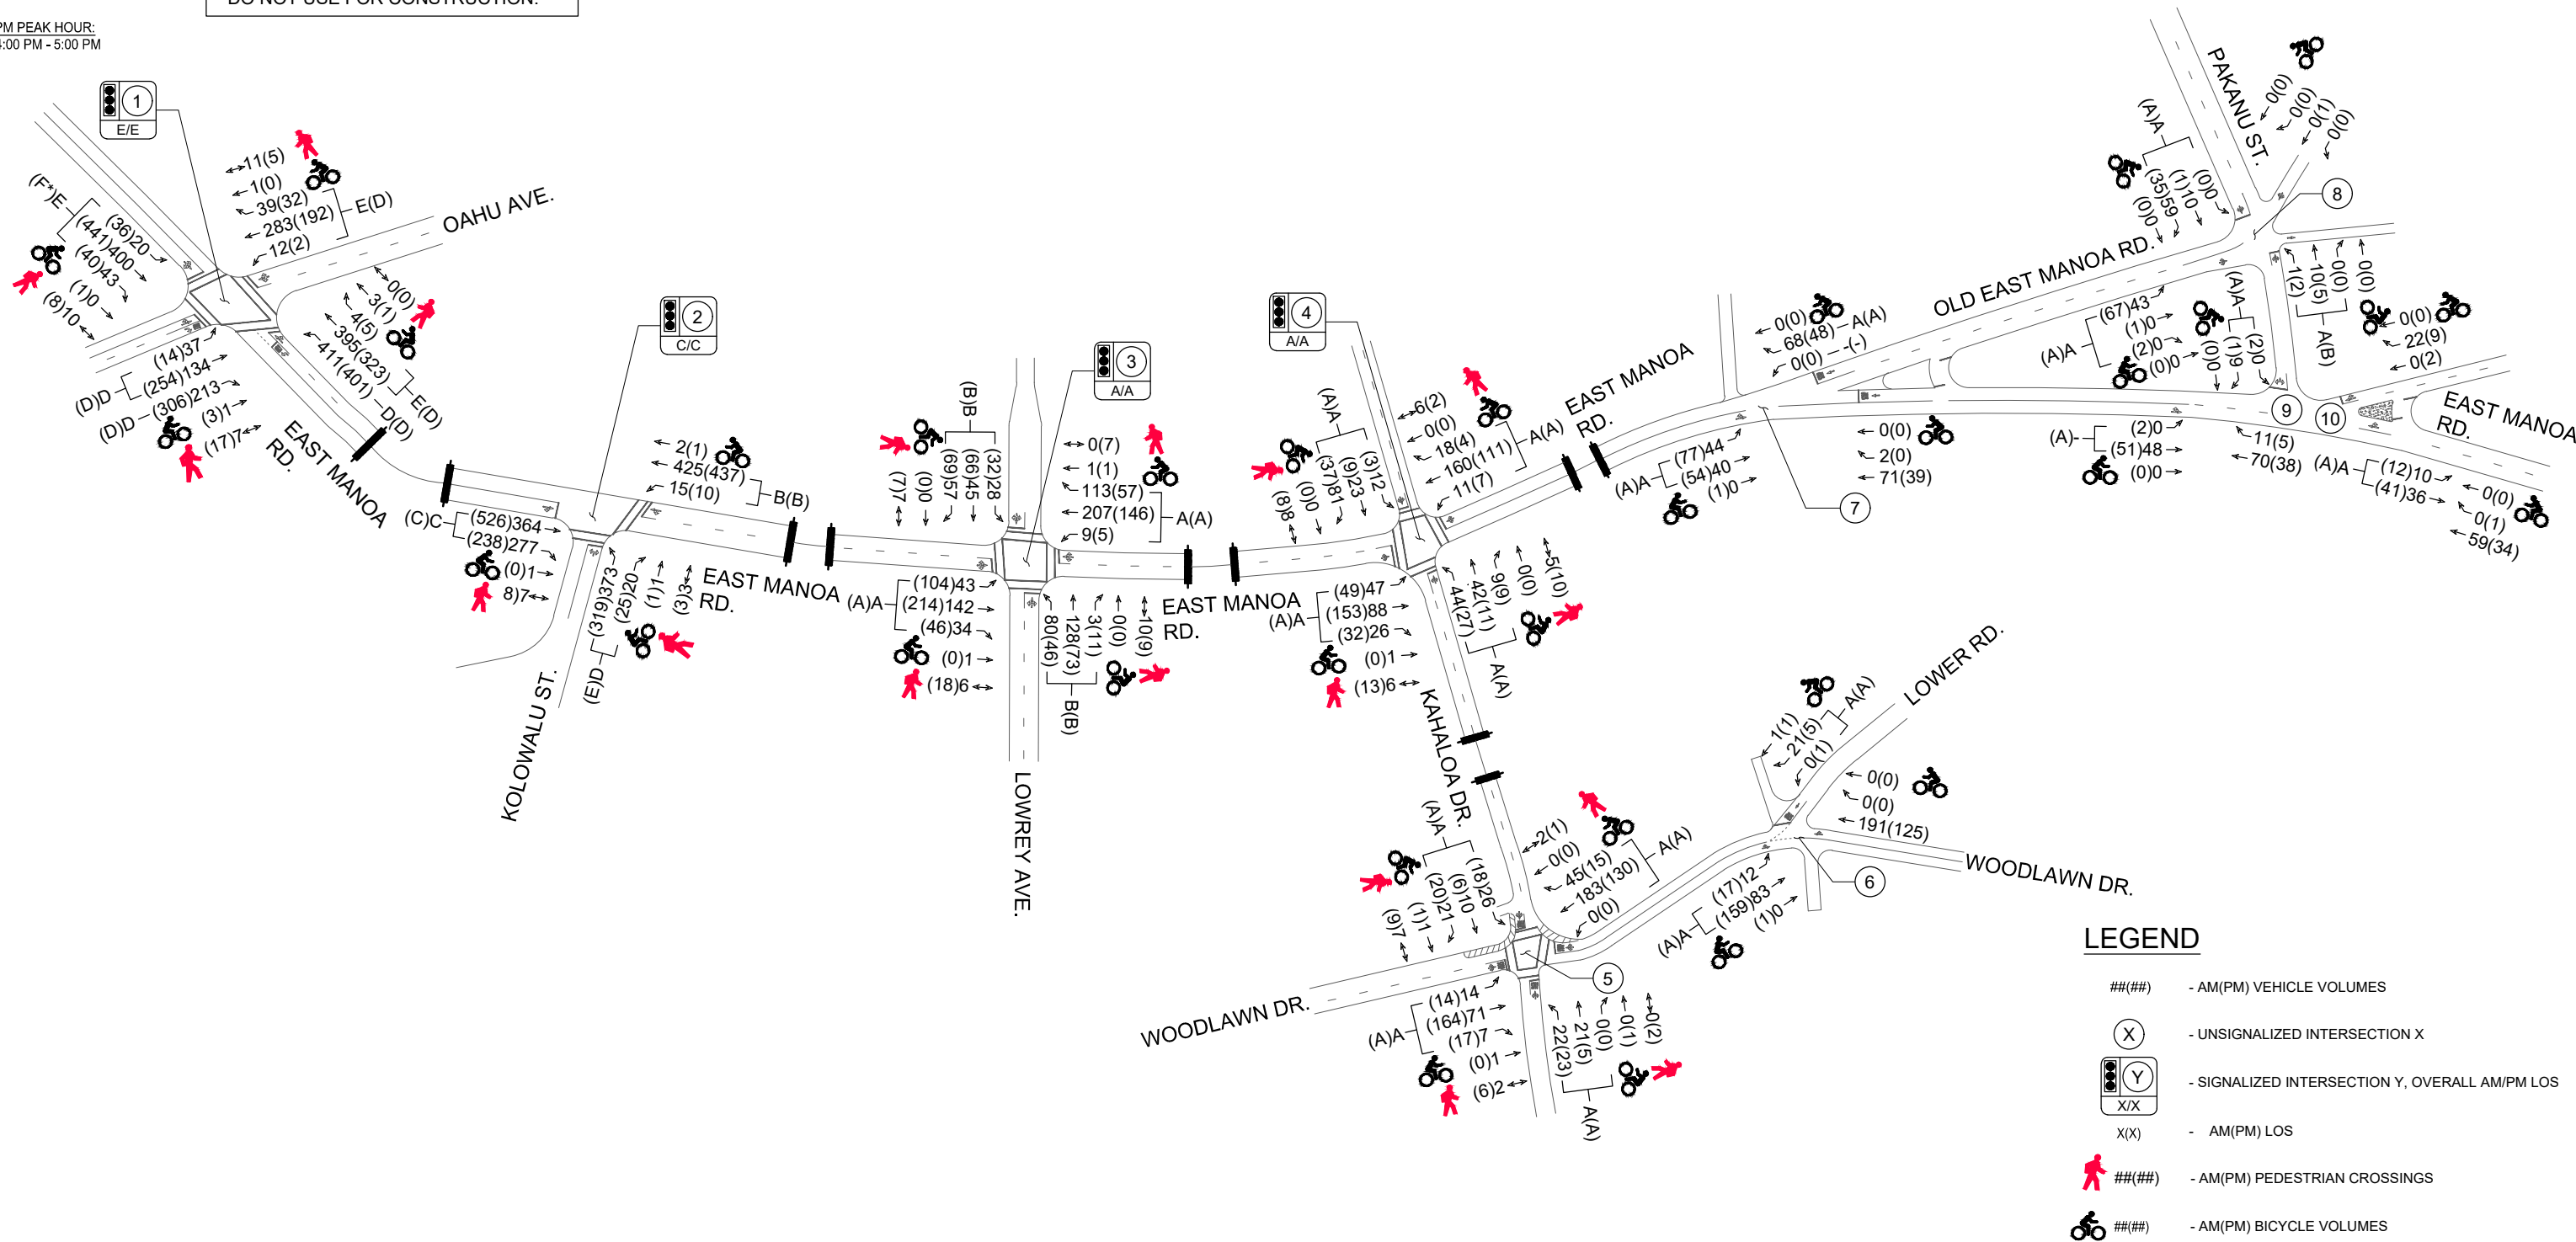 DO NOT USE FOR CONSTRUCTION.
PM PEAK HOUR:
4:00 PM - 5:00 PM
1
E/E
11(5)
1(0)
39(32)
283(192)
12(2)
E(D)
OAHU AVE.
(F*)E
(36)20
(441)400
(40)43
(1)0
(8)10
0(0)
3(1)
4(5)
395(323)
411(401)
E(D)
D(D)
(14)37
(254)134
(D)D
(D)D
(306)213
(3)1
(17)7
EAST MANOA
RD.
2
C/C
2(1)
425(437)
15(10)
B(B)
(C)C
(526)364
(238)277
(0)1
8)7
(319)373
(25)20
(1)1
(3)3
(E)D
KOLOWALU ST.
EAST MANOA
RD.
3
A/A
(B)B
(7)7
(0)0
(69)57
(66)45
(32)28
0(7)
1(1)
113(57)
207(146)
9(5)
A(A)
(A)A
(104)43
(214)142
(46)34
(0)1
(18)6
80(46)
128(73)
3(11)
0(0)
10(9)
B(B)
LOWREY AVE.
EAST MANOA
RD.
4
A/A
(A)A
(8)8
(0)0
(37)81
(9)23
(3)12
6(2)
0(0)
18(4)
160(111)
11(7)
A(A)
(A)A
(49)47
(153)88
(32)26
(0)1
(13)6
44(27)
42(11)
9(9)
0(0)
5(10)
A(A)
KAHALOA DR.
EAST MANOA
RD.
0(0)
68(48)
A(A)
0(0)
-(-)
(A)A
(77)44
(54)40
(1)0
0(0)
2(0)
71(39)
7
OLD EAST MANOA RD.
PAKANU ST.
(A)A
(0)0
(1)10
(35)59
(0)0
0(0)
0(0)
0(1)
0(0)
8
1(2)
10(5)
0(0)
0(0)
A(B)
(A)A
(67)43
(1)0
(2)0
(0)0
(A)A
(0)0
(1)9
(2)0
0(0)
22(9)
0(2)
9
10
EAST MANOA
RD.
(A)-
(2)0
(51)48
(0)0
11(5)
70(38)
(A)A
(12)10
(41)36
0(0)
0(1)
59(34)
(A)A
(18)26
(6)10
(20)21
(1)1
(9)7
2(1)
0(0)
45(15)
183(130)
0(0)
A(A)
WOODLAWN DR.
5
(A)A
(14)14
(164)71
(17)7
(0)1
(6)2
22(23)
21(5)
0(0)
0(1)
0(2)
A(A)
LOWER RD.
1(1)
21(5)
0(1)
A(A)
0(0)
0(0)
191(125)
WOODLAWN DR.
6
(A)A
(17)12
(159)83
(1)0
LEGEND
##(##) - AM(PM) VEHICLE VOLUMES
X - UNSIGNALIZED INTERSECTION X
Y
X/X
- SIGNALIZED INTERSECTION Y, OVERALL AM/PM LOS
X(X) - AM(PM) LOS
##(##) - AM(PM) PEDESTRIAN CROSSINGS
##(##) - AM(PM) BICYCLE VOLUMES